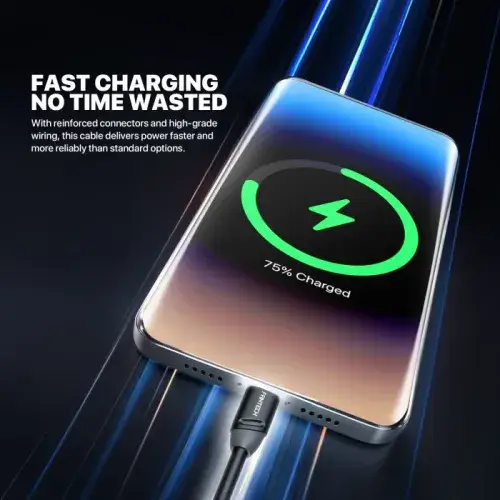 FAST CHARGING
NO TIME WASTED
With reinforced connectors and high-grade
wiring, this cable delivers power faster and
more reliably than standard options.
75% Charged
FANTECH